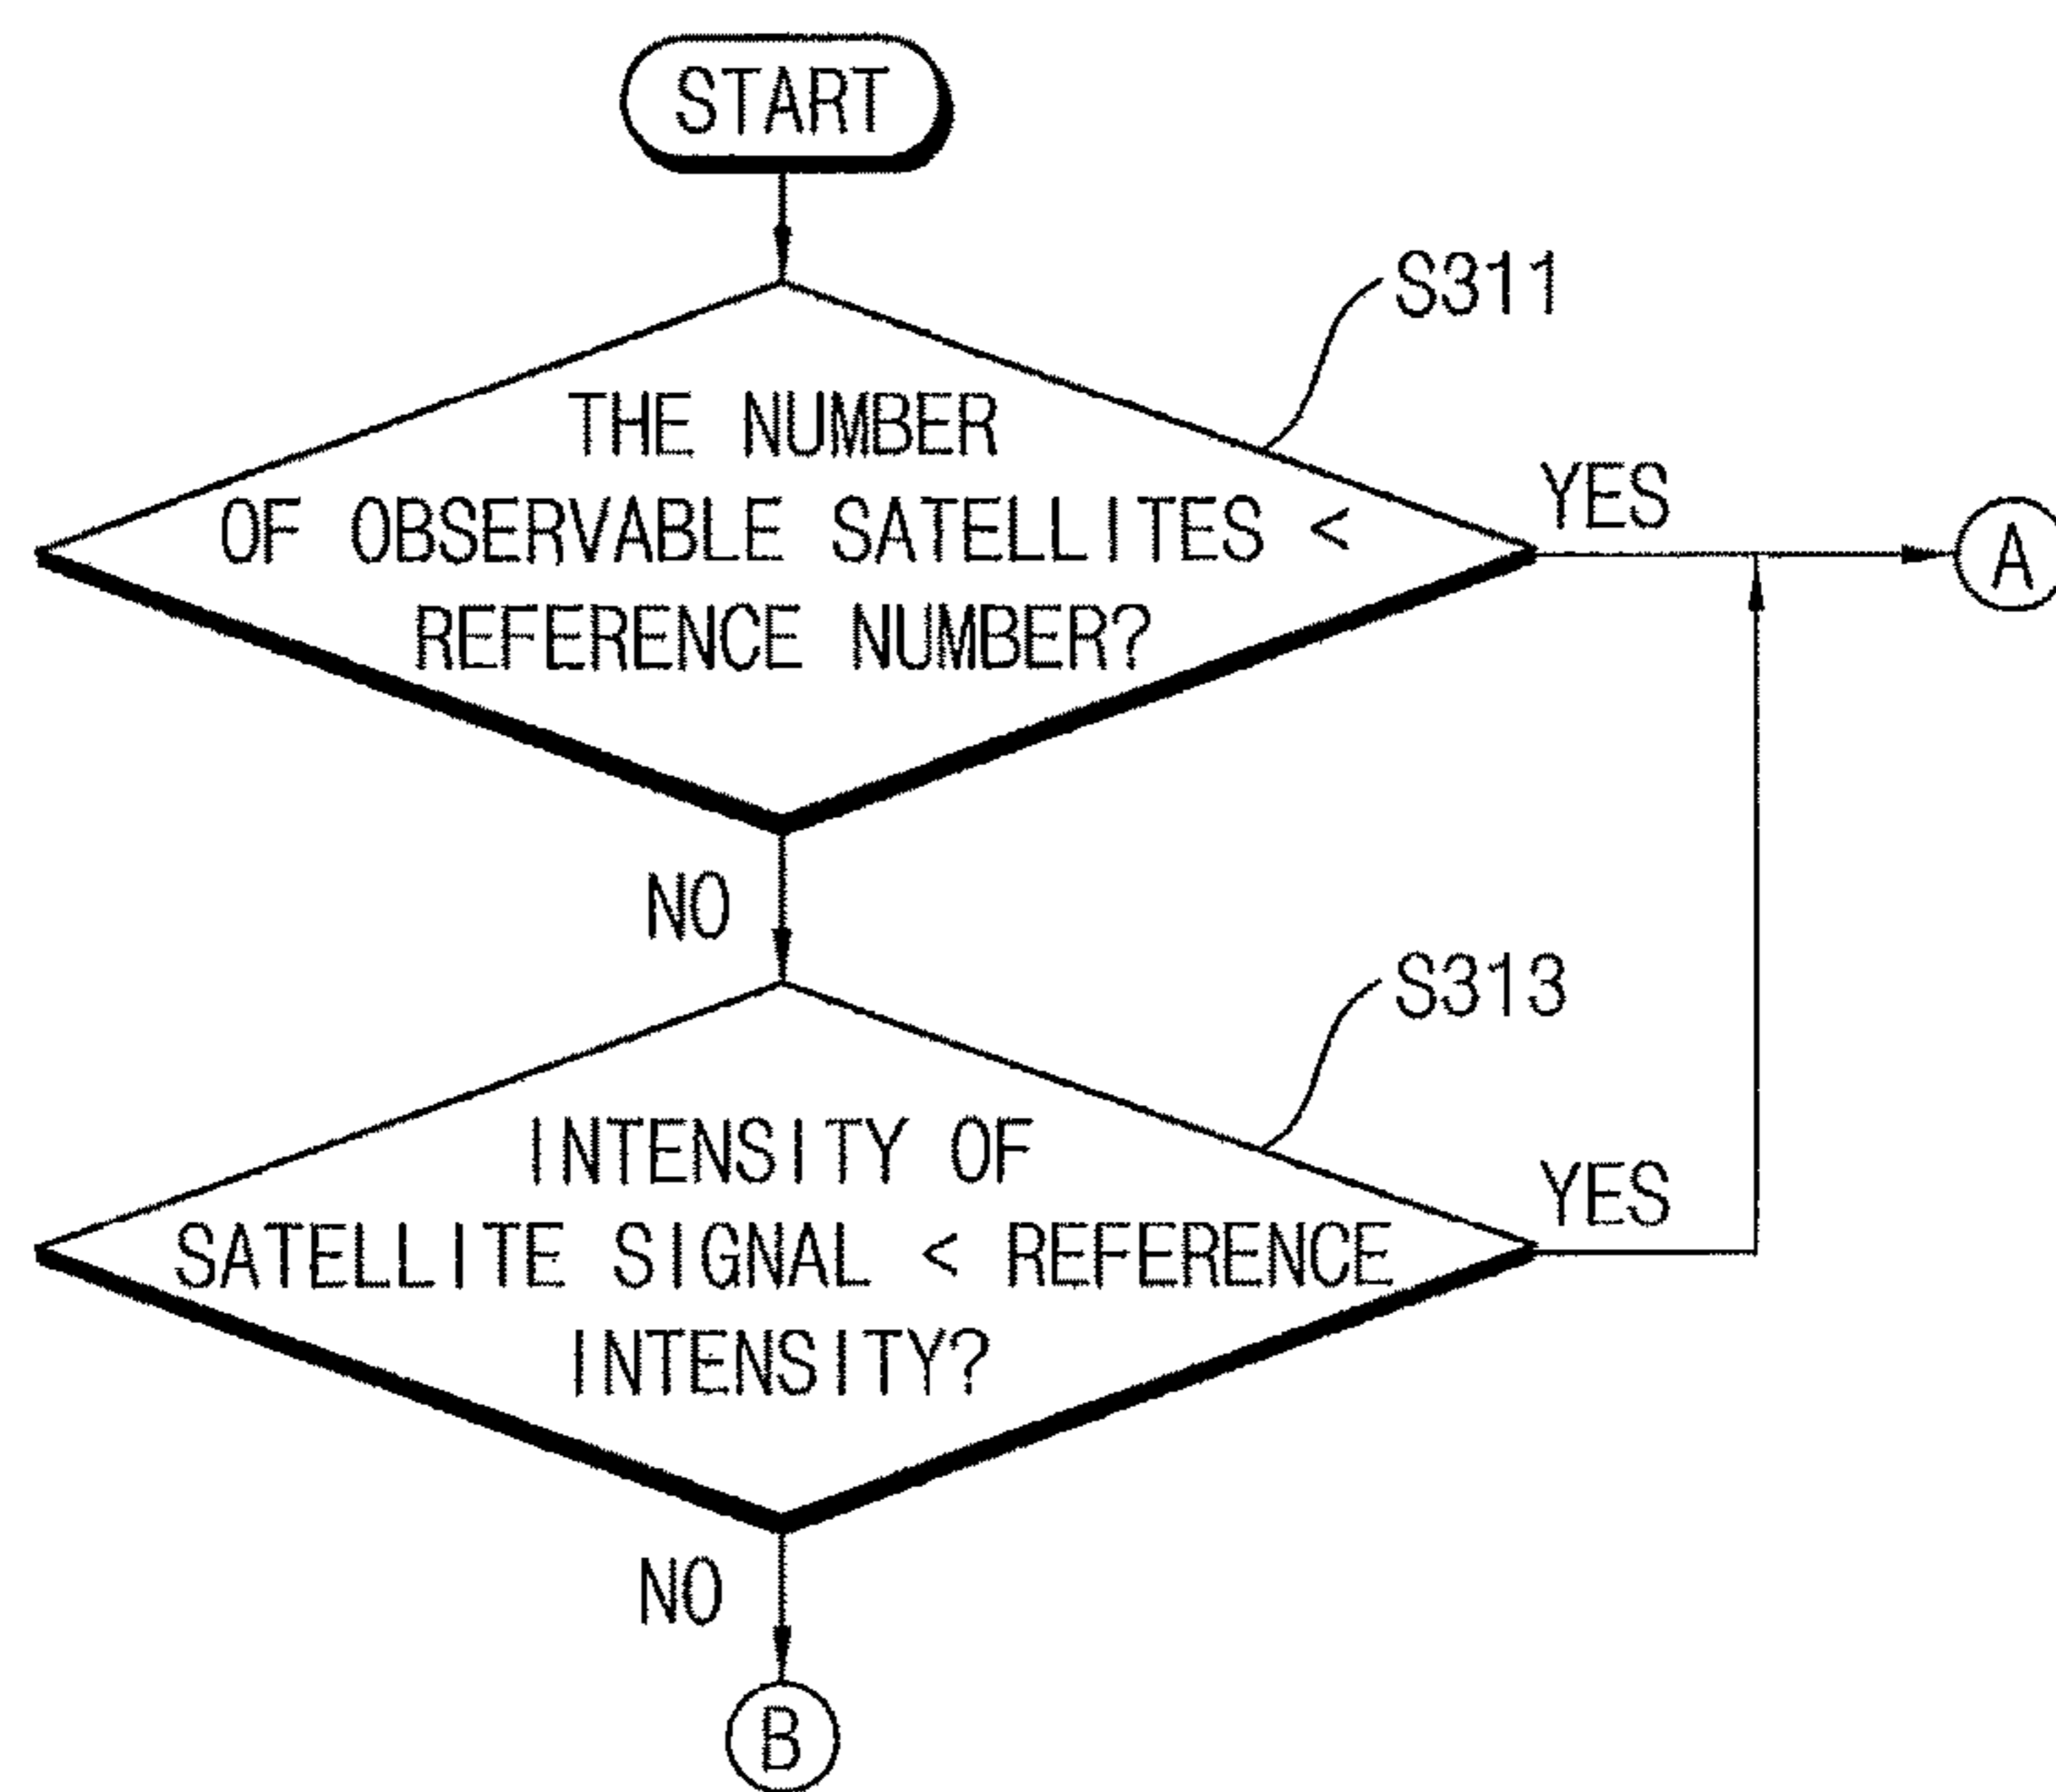 START
S311
THE NUMBER
OF OBSERVABLE SATELLITES <
REFERENCE NUMBER?
YES
A
NO
S313
INTENSITY OF
SATELLITE SIGNAL < REFERENCE
INTENSITY?
YES
NO
B